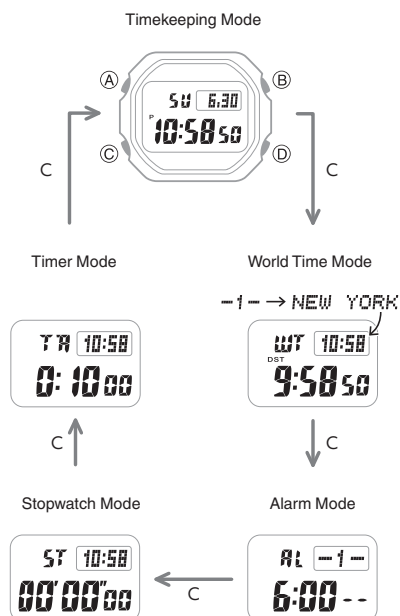 Timekeeping Mode
A
B
SU 6.30
P
10:58 50
C
D
C
C
Timer Mode
World Time Mode
-1- → NEW YORK
TR 10:58
WT 10:58
DST
0:10 00
9:58 50
C
C
Stopwatch Mode
Alarm Mode
ST 10:58
AL -1-
00'00"00
C
6:00 --